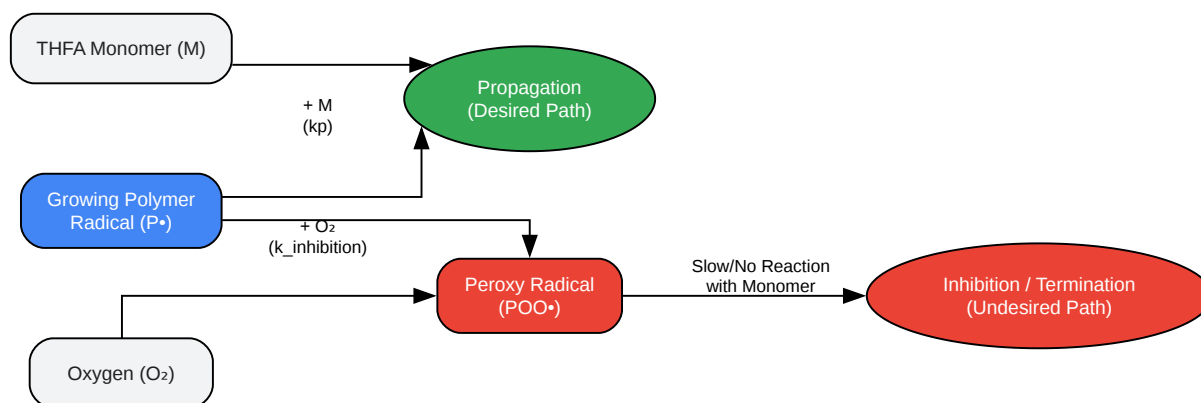 THFA Monomer (M)
Propagation
(Desired Path)
+ M
(kp)
Growing Polymer
Radical (P•)
+ O₂
(k_inhibition)
Peroxy Radical
(POO•)
Slow/No Reaction
with Monomer
Inhibition / Termination
(Undesired Path)
Oxygen (O₂)